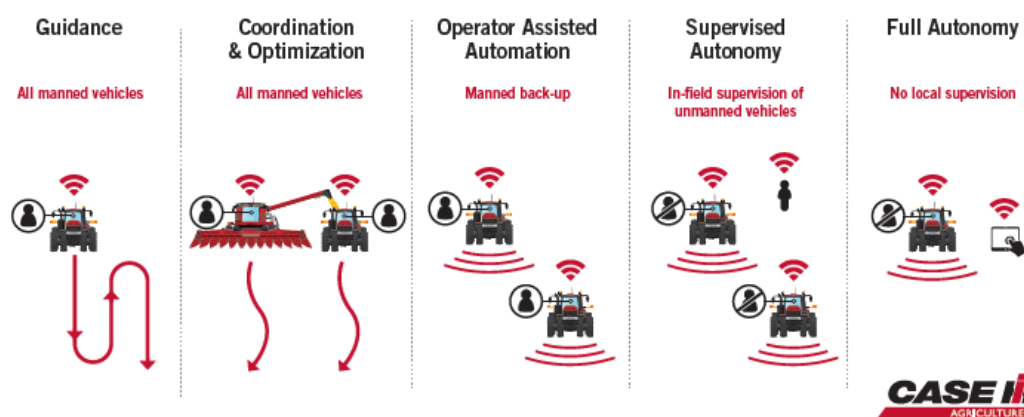 Guidance
All manned vehicles
Coordination
& Optimization
All manned vehicles
Operator Assisted
Automation
Manned back-up
Supervised
Autonomy
In-field supervision of
unmanned vehicles
Full Autonomy
No local supervision
CASE I
AGRICULTURE